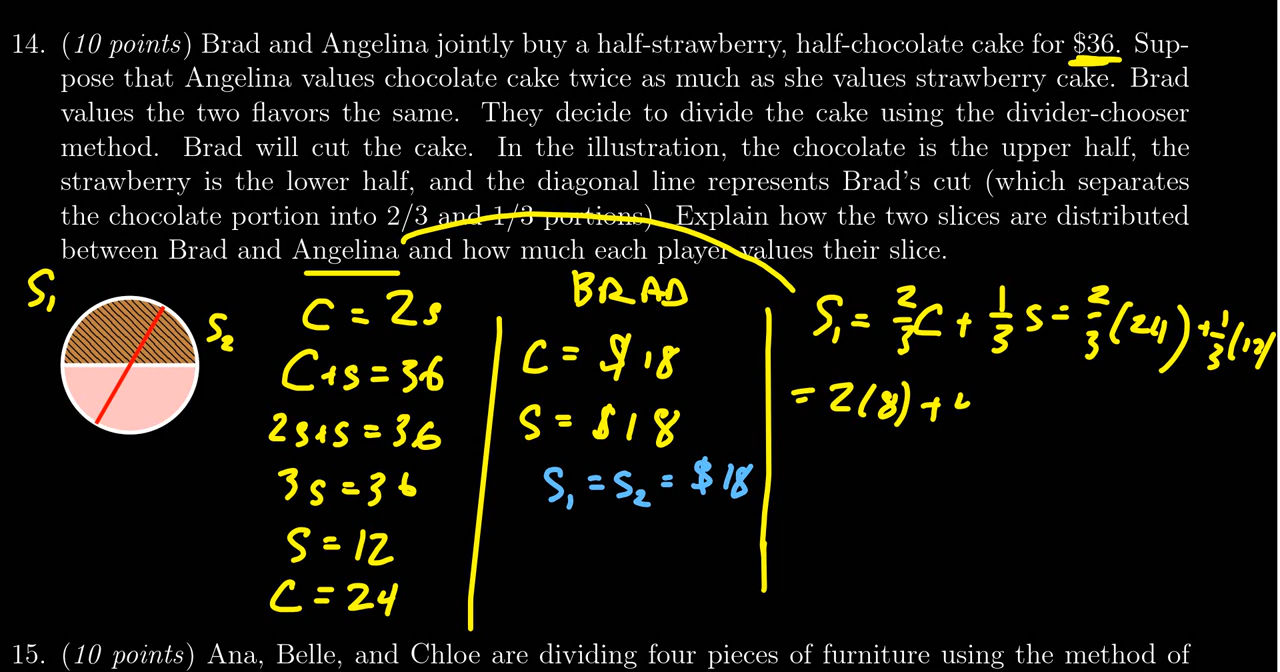 14. (10 points) Brad and Angelina jointly buy a half-strawberry, half-chocolate cake for $36. Sup-
pose that Angelina values chocolate cake twice as much as she values strawberry cake. Brad
values the two flavors the same. They decide to divide the cake using the divider-chooser
method. Brad will cut the cake. In the illustration, the chocolate is the upper half, the
strawberry is the lower half, and the diagonal line represents Brad's cut (which separates
the chocolate portion into 2/3 and 1/3 portions). Explain how the two slices are distributed
between Brad and Angelina and how much each player values their slice.
S₁
S₂
C = 2s
C+s = 36
2s+s = 36
3s = 36
s = 12
C = 24
BRAD
C = $18
S = $18
S₁ = S₂ = $18
S₁ = 2/3 C + 1/3 s = 2/3 (24) + 1/3 (12)
= 2(8) + 4
15. (10 points) Ana, Belle, and Chloe are dividing four pieces of furniture using the method of